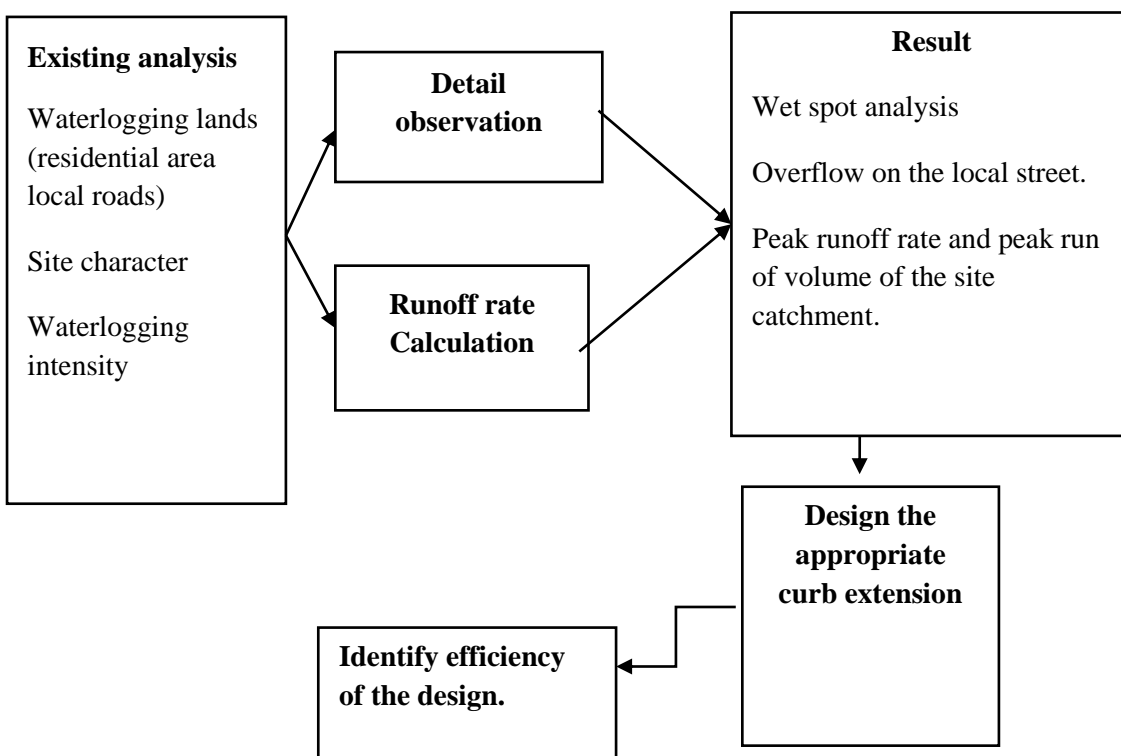 Existing analysis
Waterlogging lands
(residential area
local roads)
Site character
Waterlogging
intensity
Detail
observation
Runoff rate
Calculation
Result
Wet spot analysis
Overflow on the local street.
Peak runoff rate and peak run
of volume of the site
catchment.
Design the
appropriate
curb extension
Identify efficiency
of the design.